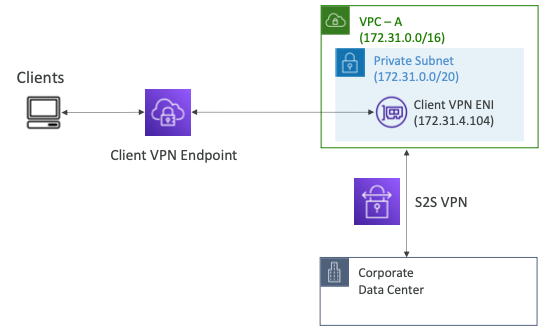 VPC – A
(172.31.0.0/16)
Private Subnet
(172.31.0.0/20)
Clients
Client VPN ENI
(172.31.4.104)
Client VPN Endpoint
S2S VPN
Corporate
Data Center